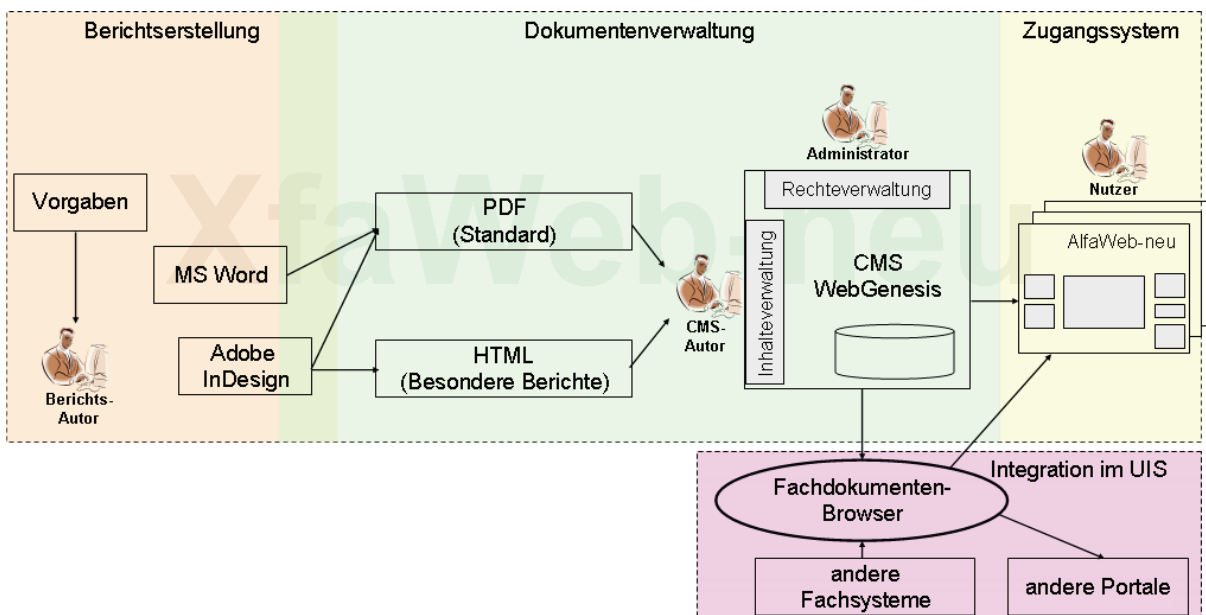 Berichtserstellung
Dokumentenverwaltung
Zugangssystem
XfaWeb-neu
Vorgaben
MS Word
Adobe
InDesign
Berichts-
Autor
PDF
(Standard)
HTML
(Besondere Berichte)
CMS-
Autor
Administrator
Rechteverwaltung
Inhalteverwaltung
CMS
WebGenesis
Nutzer
AlfaWeb-neu
Integration im UIS
Fachdokumenten-
Browser
andere
Fachsysteme
andere Portale